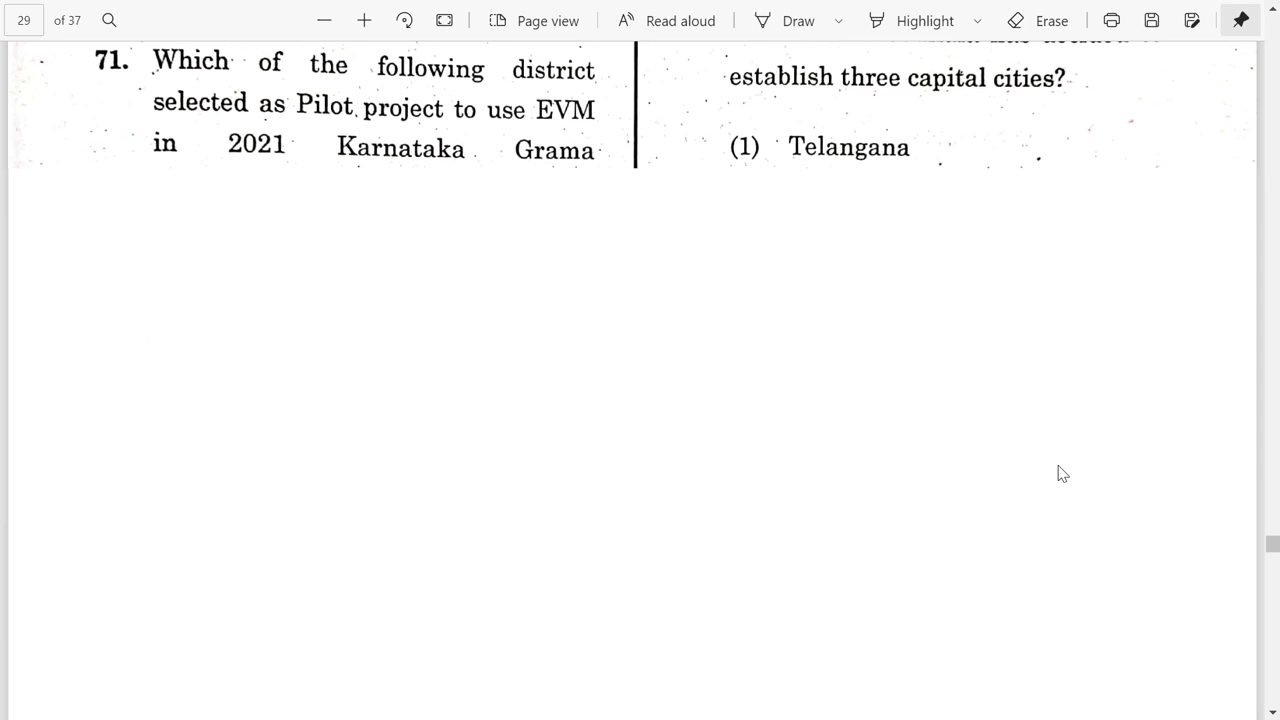 29 of 37 Page view Read aloud Draw Highlight Erase
71. Which of the following district
selected as Pilot project to use EVM
in 2021 Karnataka Grama
establish three capital cities?
(1) Telangana